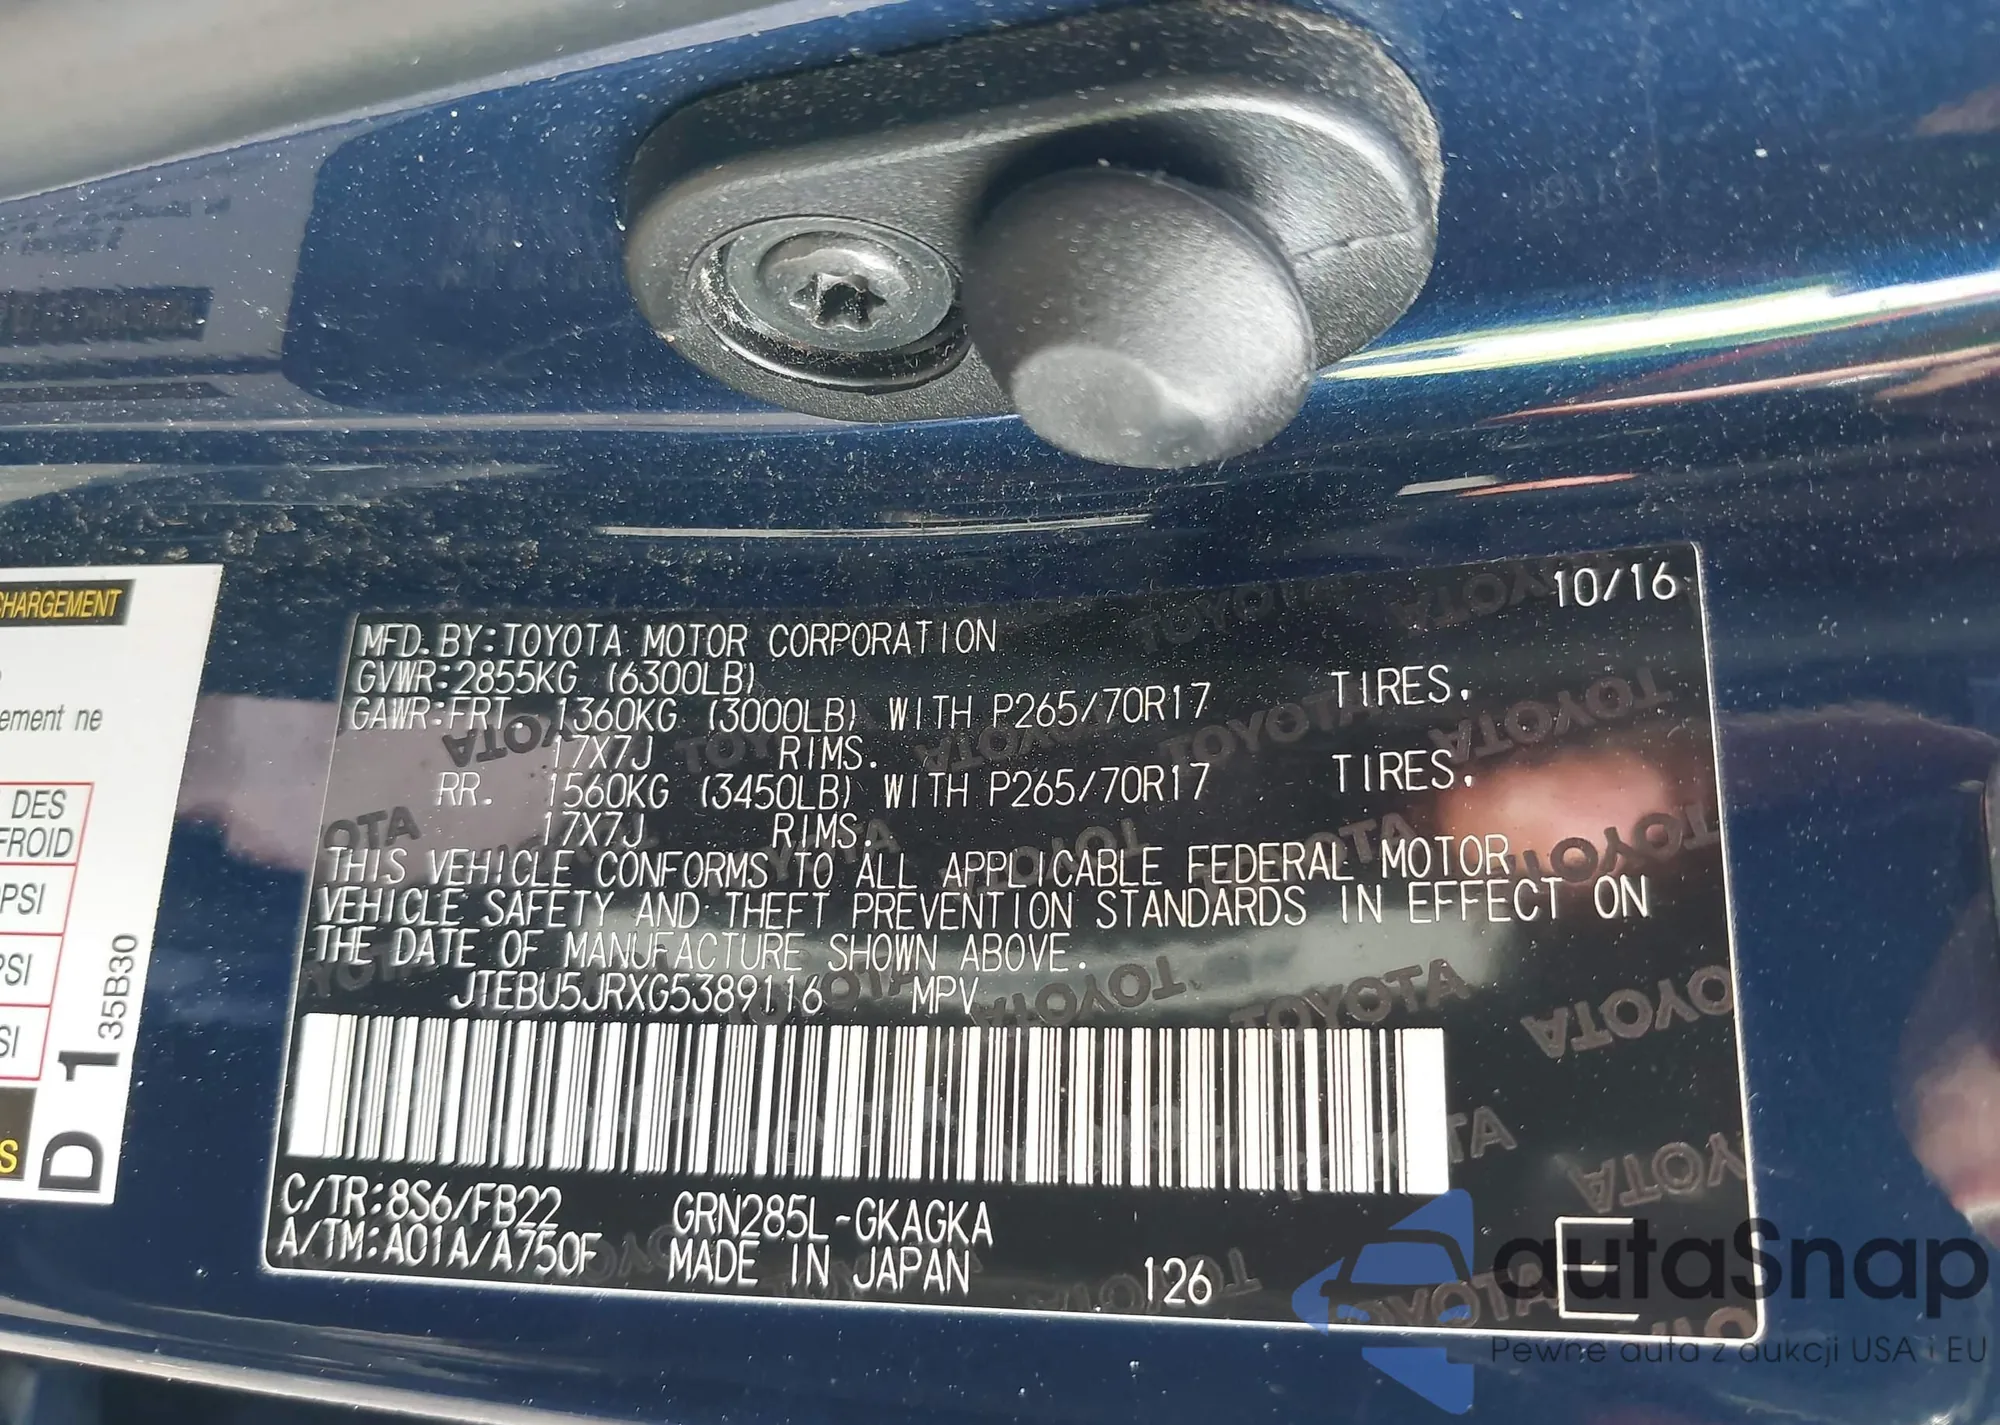 CHARGEMENT
ement ne
DES
FROID
PSI
PSI
SI
S
D 1 35B30
10/16
MFD. BY:TOYOTA MOTOR CORPORATION
GVWR:2855KG (6300LB)
GAWR:FRT. 1360KG (3000LB) WITH P265/70R17 TIRES.
17X7J RIMS.
RR. 1560KG (3450LB) WITH P265/70R17 TIRES.
17X7J RIMS.
THIS VEHICLE CONFORMS TO ALL APPLICABLE FEDERAL MOTOR
VEHICLE SAFETY AND THEFT PREVENTION STANDARDS IN EFFECT ON
THE DATE OF MANUFACTURE SHOWN ABOVE.
JTEBU5JRXG5389116 MPV
C/TR:8S6/FB22 GRN285L-GKAGKA
A/TM:A01A/A750F MADE IN JAPAN 126 E
autaSnap
Pewne auta z aukcji USA i EU